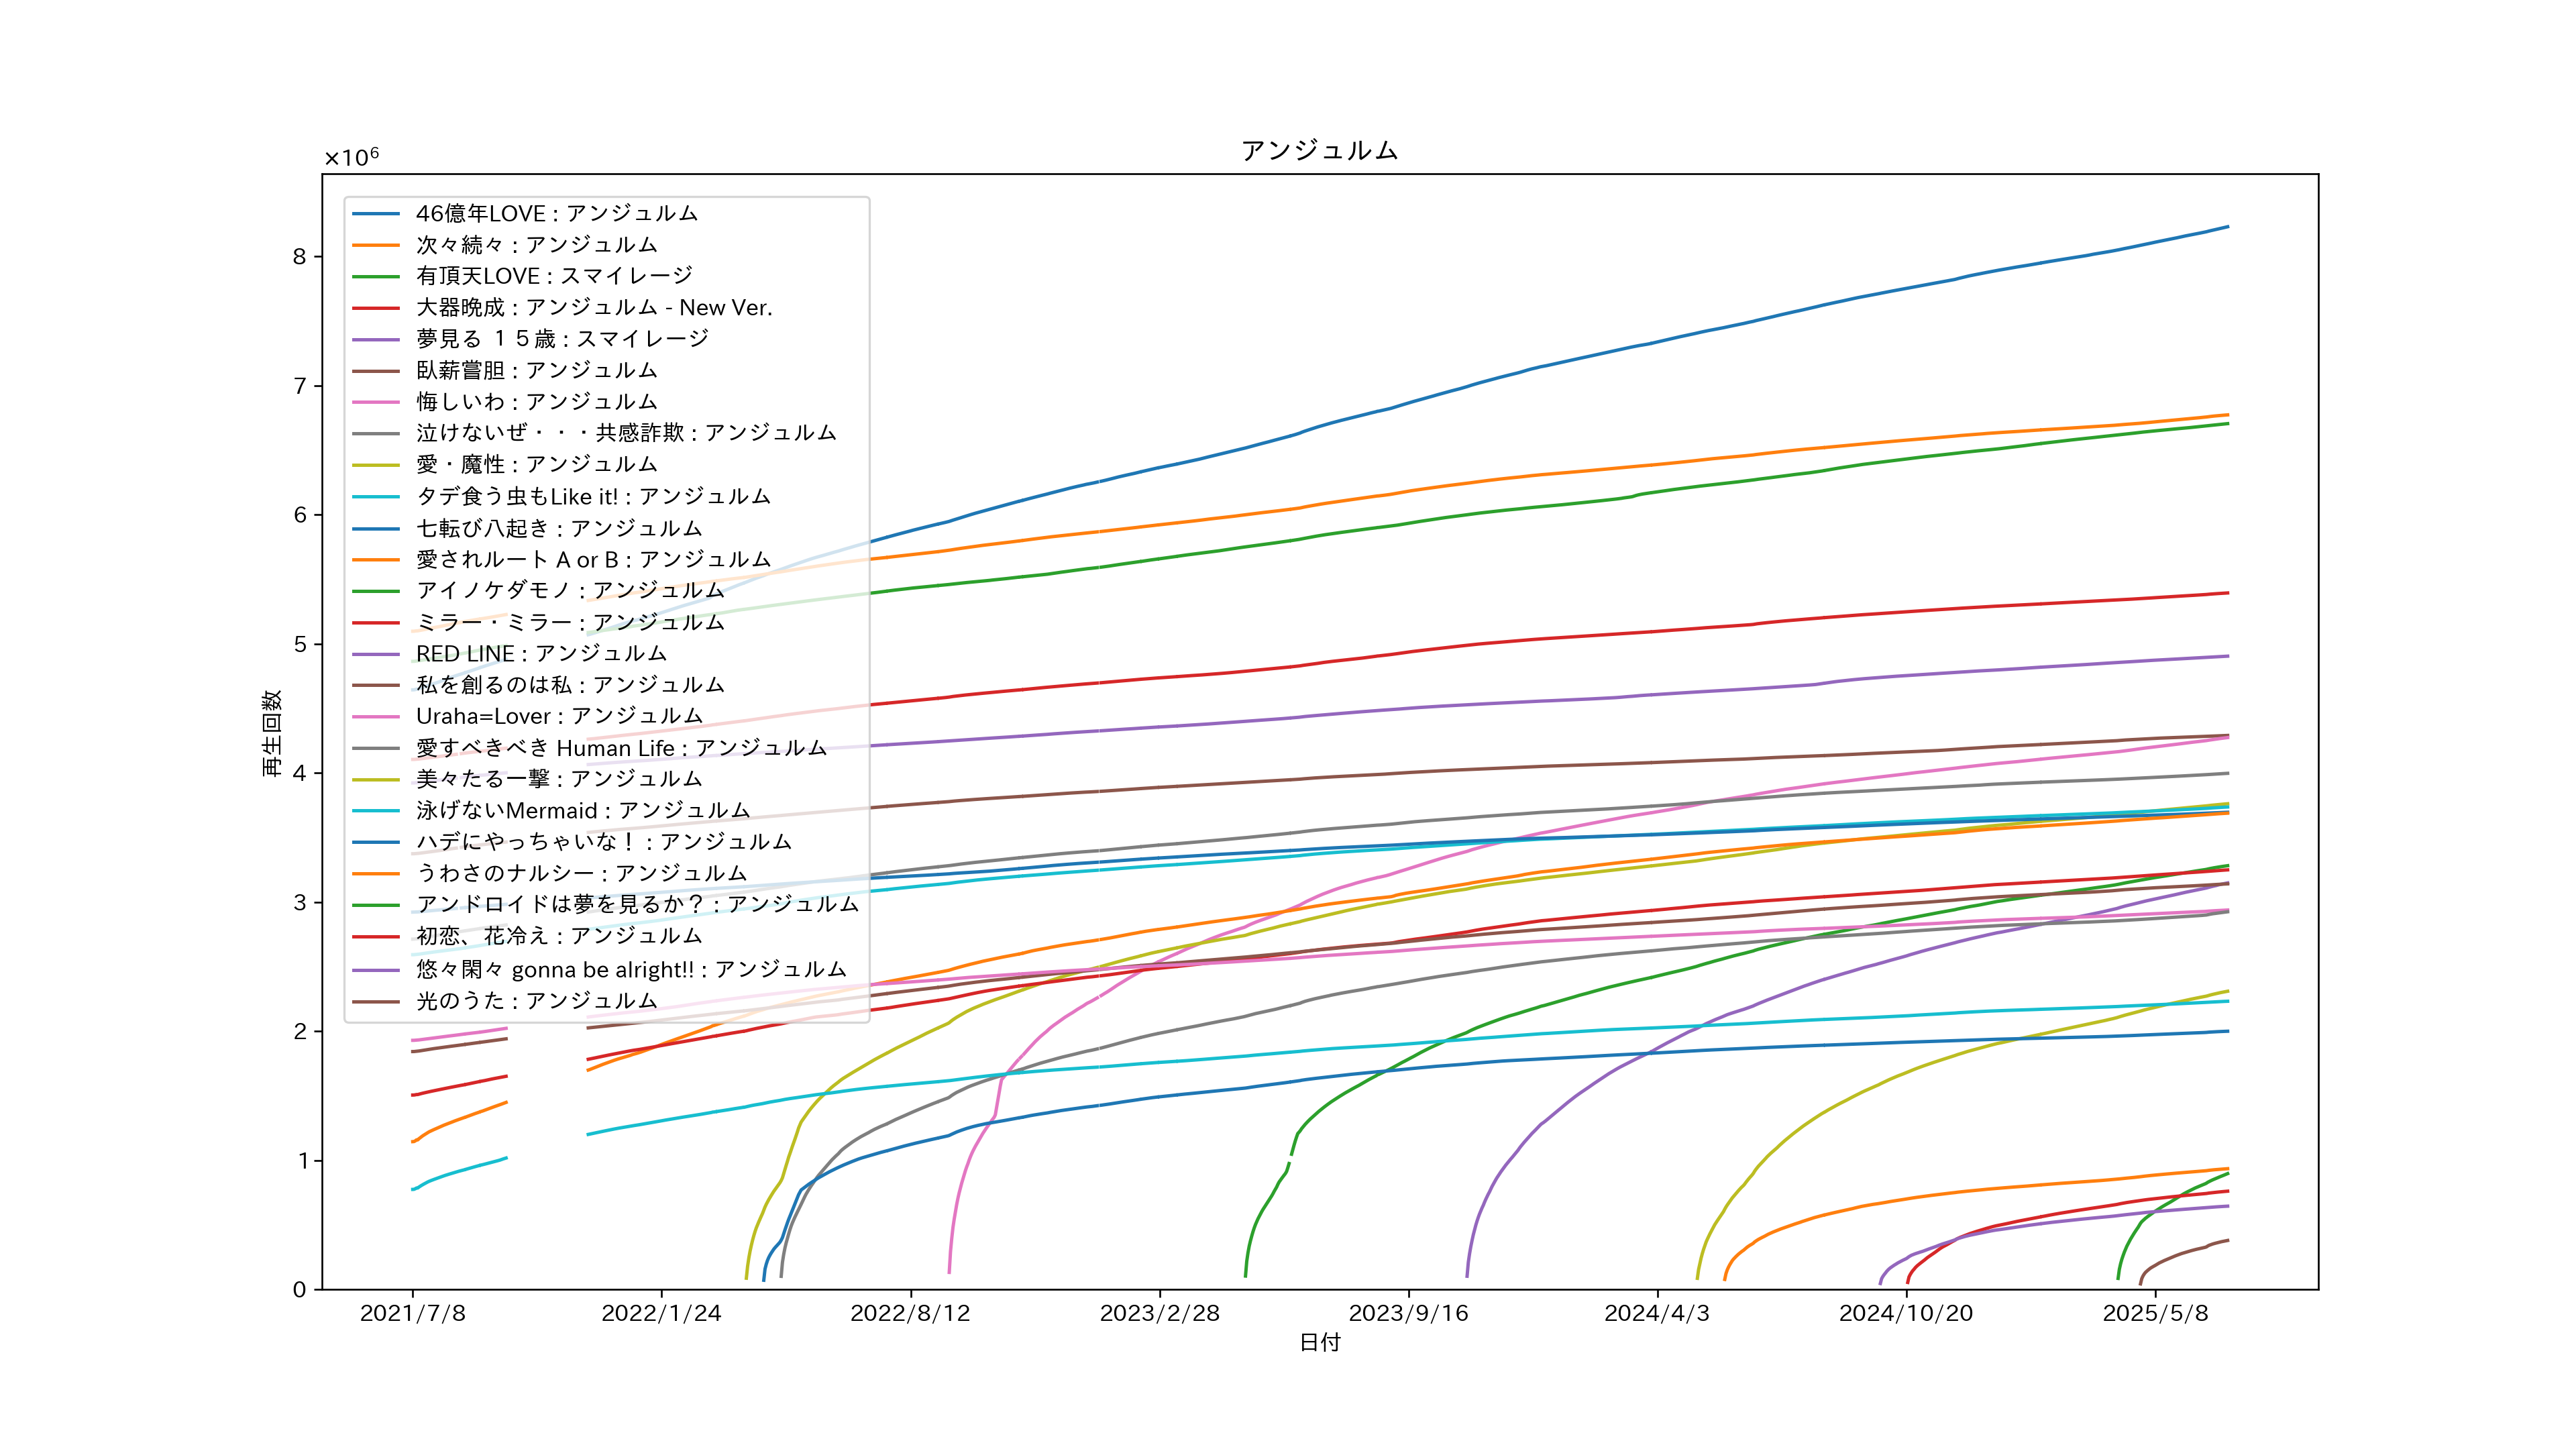 アンジュルム
×10⁶
46億年LOVE : アンジュルム
次々続々 : アンジュルム
有頂天LOVE : スマイレージ
大器晩成 : アンジュルム - New Ver.
夢見る １５歳 : スマイレージ
臥薪嘗胆 : アンジュルム
悔しいわ : アンジュルム
泣けないぜ・・・共感詐欺 : アンジュルム
愛・魔性 : アンジュルム
タデ食う虫もLike it! : アンジュルム
七転び八起き : アンジュルム
愛されルート A or B : アンジュルム
アイノケダモノ : アンジュルム
ミラー・ミラー : アンジュルム
RED LINE : アンジュルム
私を創るのは私 : アンジュルム
Uraha=Lover : アンジュルム
愛すべきべき Human Life : アンジュルム
美々たる一撃 : アンジュルム
泳げないMermaid : アンジュルム
ハデにやっちゃいな！ : アンジュルム
うわさのナルシー : アンジュルム
アンドロイドは夢を見るか？ : アンジュルム
初恋、花冷え : アンジュルム
悠々閑々 gonna be alright!! : アンジュルム
光のうた : アンジュルム
8
7
6
5
4
3
2
1
0
再生回数
2021/7/8
2022/1/24
2022/8/12
2023/2/28
2023/9/16
2024/4/3
2024/10/20
2025/5/8
日付